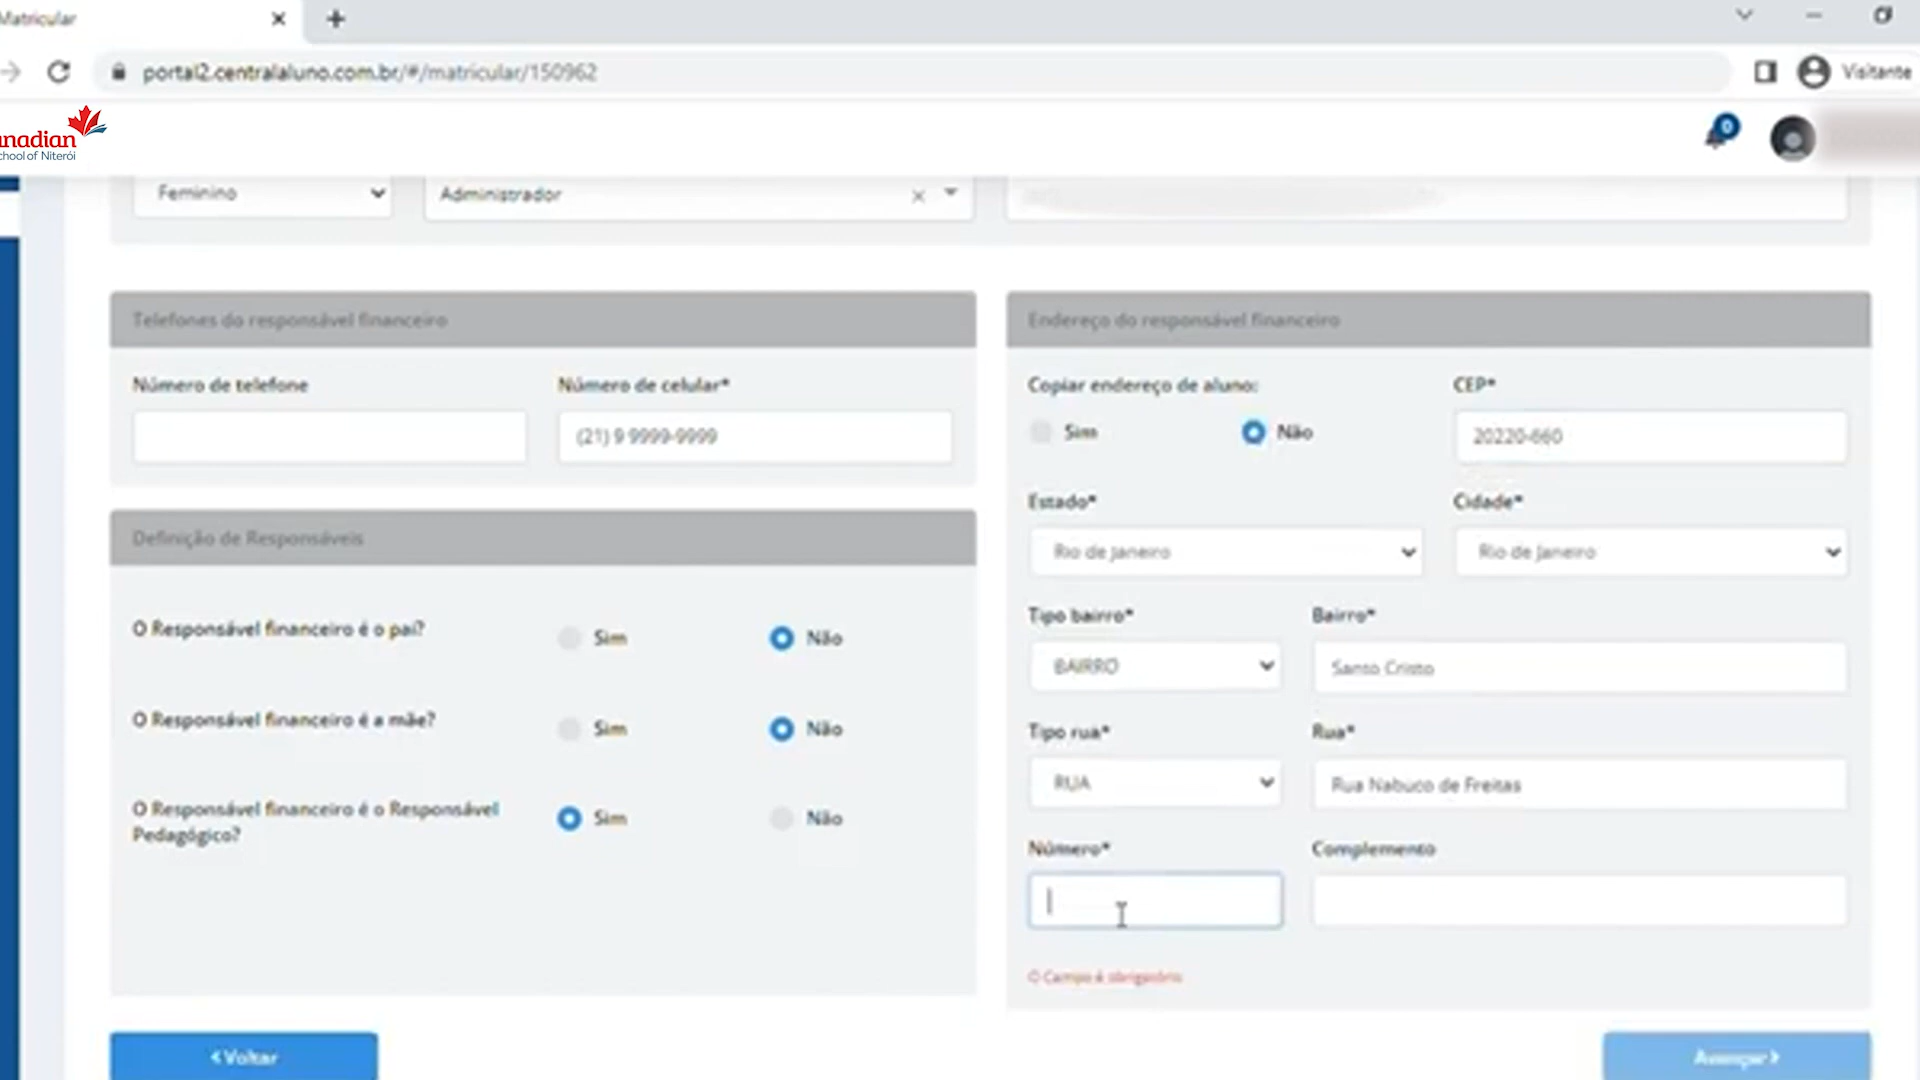 Matricular
portal2.centralaluno.com.br/#/matricular/150962
Visitante
anadian
chool of Niterói
0
Feminino
Administrador
Telefones do responsável financeiro
Número de telefone
Número de celular*
(21) 9 9999-9999
Definição de Responsáveis
O Responsável financeiro é o pai?
Sim
Não
O Responsável financeiro é a mãe?
Sim
Não
O Responsável financeiro é o Responsável
Pedagógico?
Sim
Não
Endereço do responsável financeiro
Copiar endereço de aluno:
Sim
Não
CEP*
20220-660
Estado*
Rio de Janeiro
Cidade*
Rio de Janeiro
Tipo bairro*
BAIRRO
Bairro*
Santo Cristo
Tipo rua*
RUA
Rua*
Rua Nabuco de Freitas
Número*
Complemento
O Campo é obrigatório
< Voltar
Avançar >